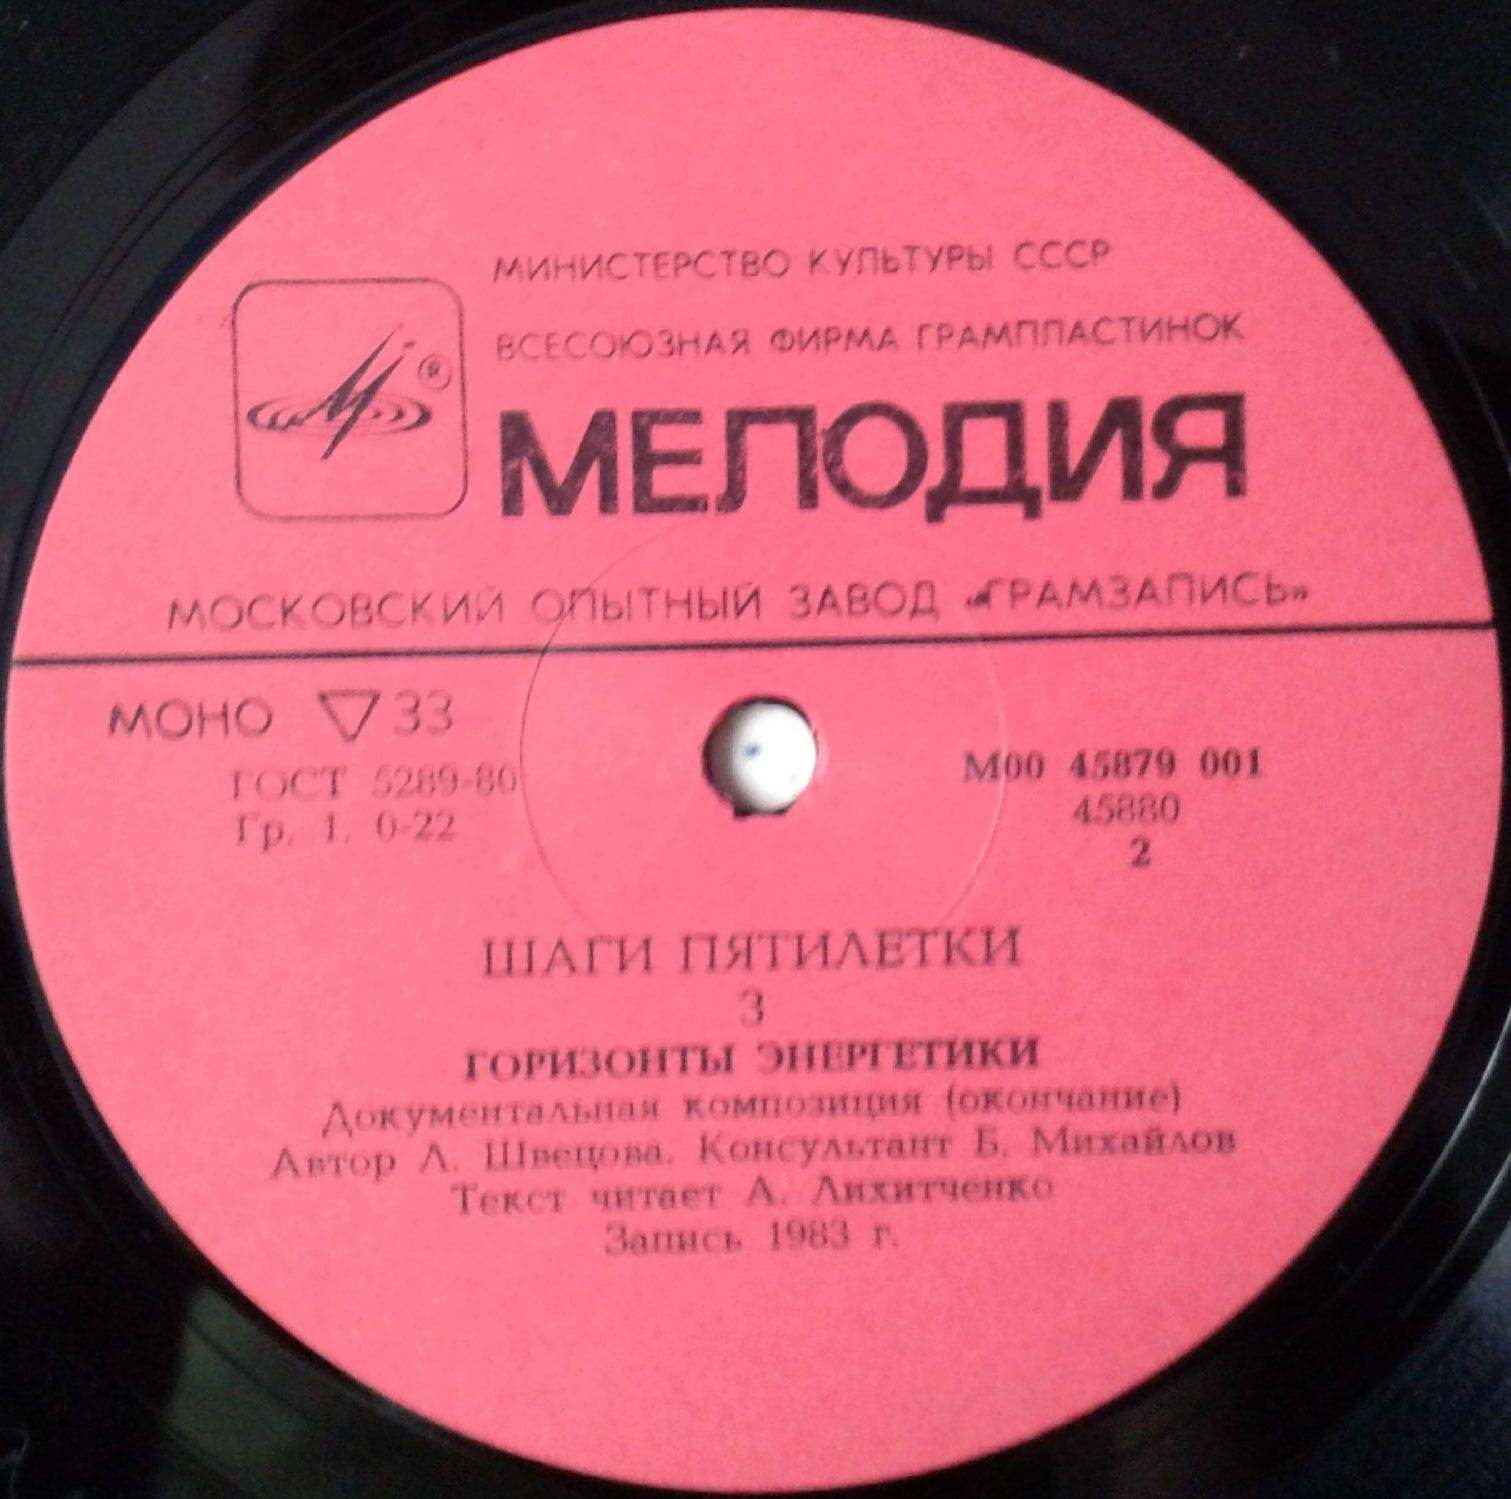 МИНИСТЕРСТВО КУЛЬТУРЫ СССР
ВСЕСОЮЗНАЯ ФИРМА ГРАМПЛАСТИНОК
МЕЛОДИЯ
®
МОСКОВСКИЙ ОПЫТНЫЙ ЗАВОД «ГРАМЗАПИСЬ»
МОНО ▽ 33
ГОСТ 5289-80
Гр. 1. 0-22
М00 45879 001
45880
2
ШАГИ ПЯТИЛЕТКИ
3
ГОРИЗОНТЫ ЭНЕРГЕТИКИ
Документальная композиция (окончание)
Автор Л. Швецова. Консультант Б. Михайлов
Текст читает А. Лихитченко
Запись 1983 г.